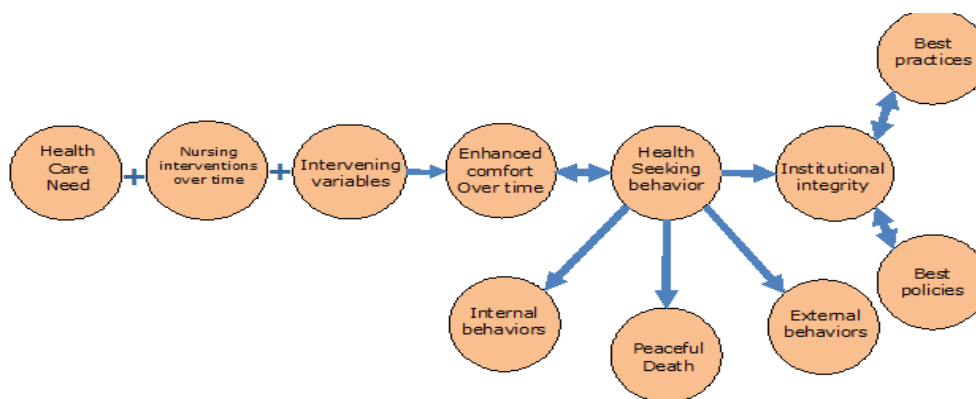 Health
Care
Need
+
Nursing
interventions
over time
+
Intervening
variables
Enhanced
comfort
Over time
Health
Seeking
behavior
Institutional
integrity
Best
practices
Best
policies
Internal
behaviors
Peaceful
Death
External
behaviors